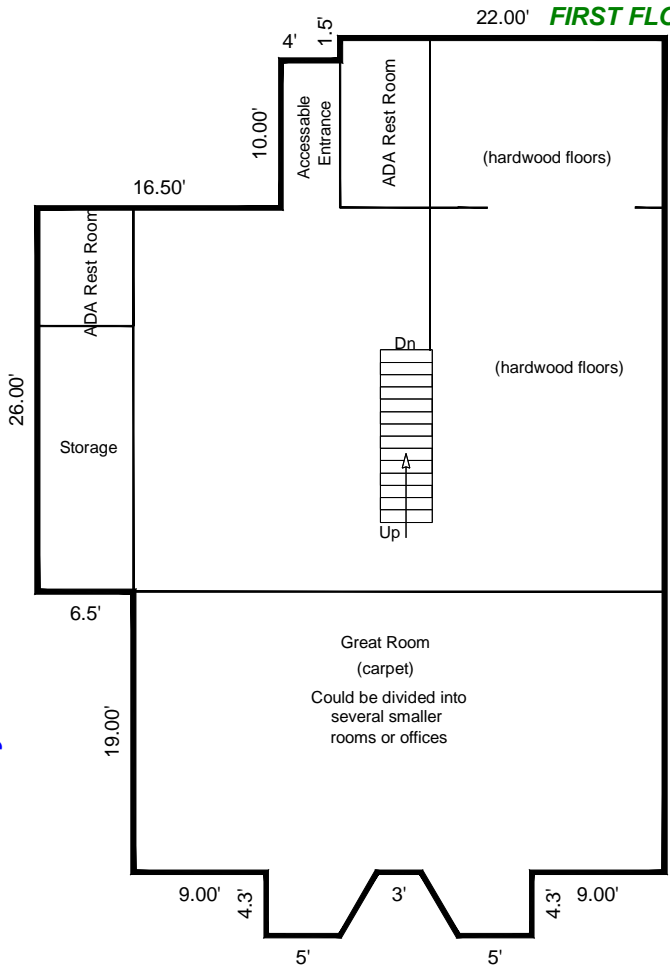 22.00' FIRST FLO
4'
1.5'
10.00'
Accessable
Entrance
ADA Rest Room
(hardwood floors)
16.50'
ADA Rest Room
26.00'
Dn
(hardwood floors)
Storage
Up
6.5'
Great Room
(carpet)
Could be divided into
several smaller
rooms or offices
19.00'
9.00'
4.3'
3'
4.3'
9.00'
5'
5'